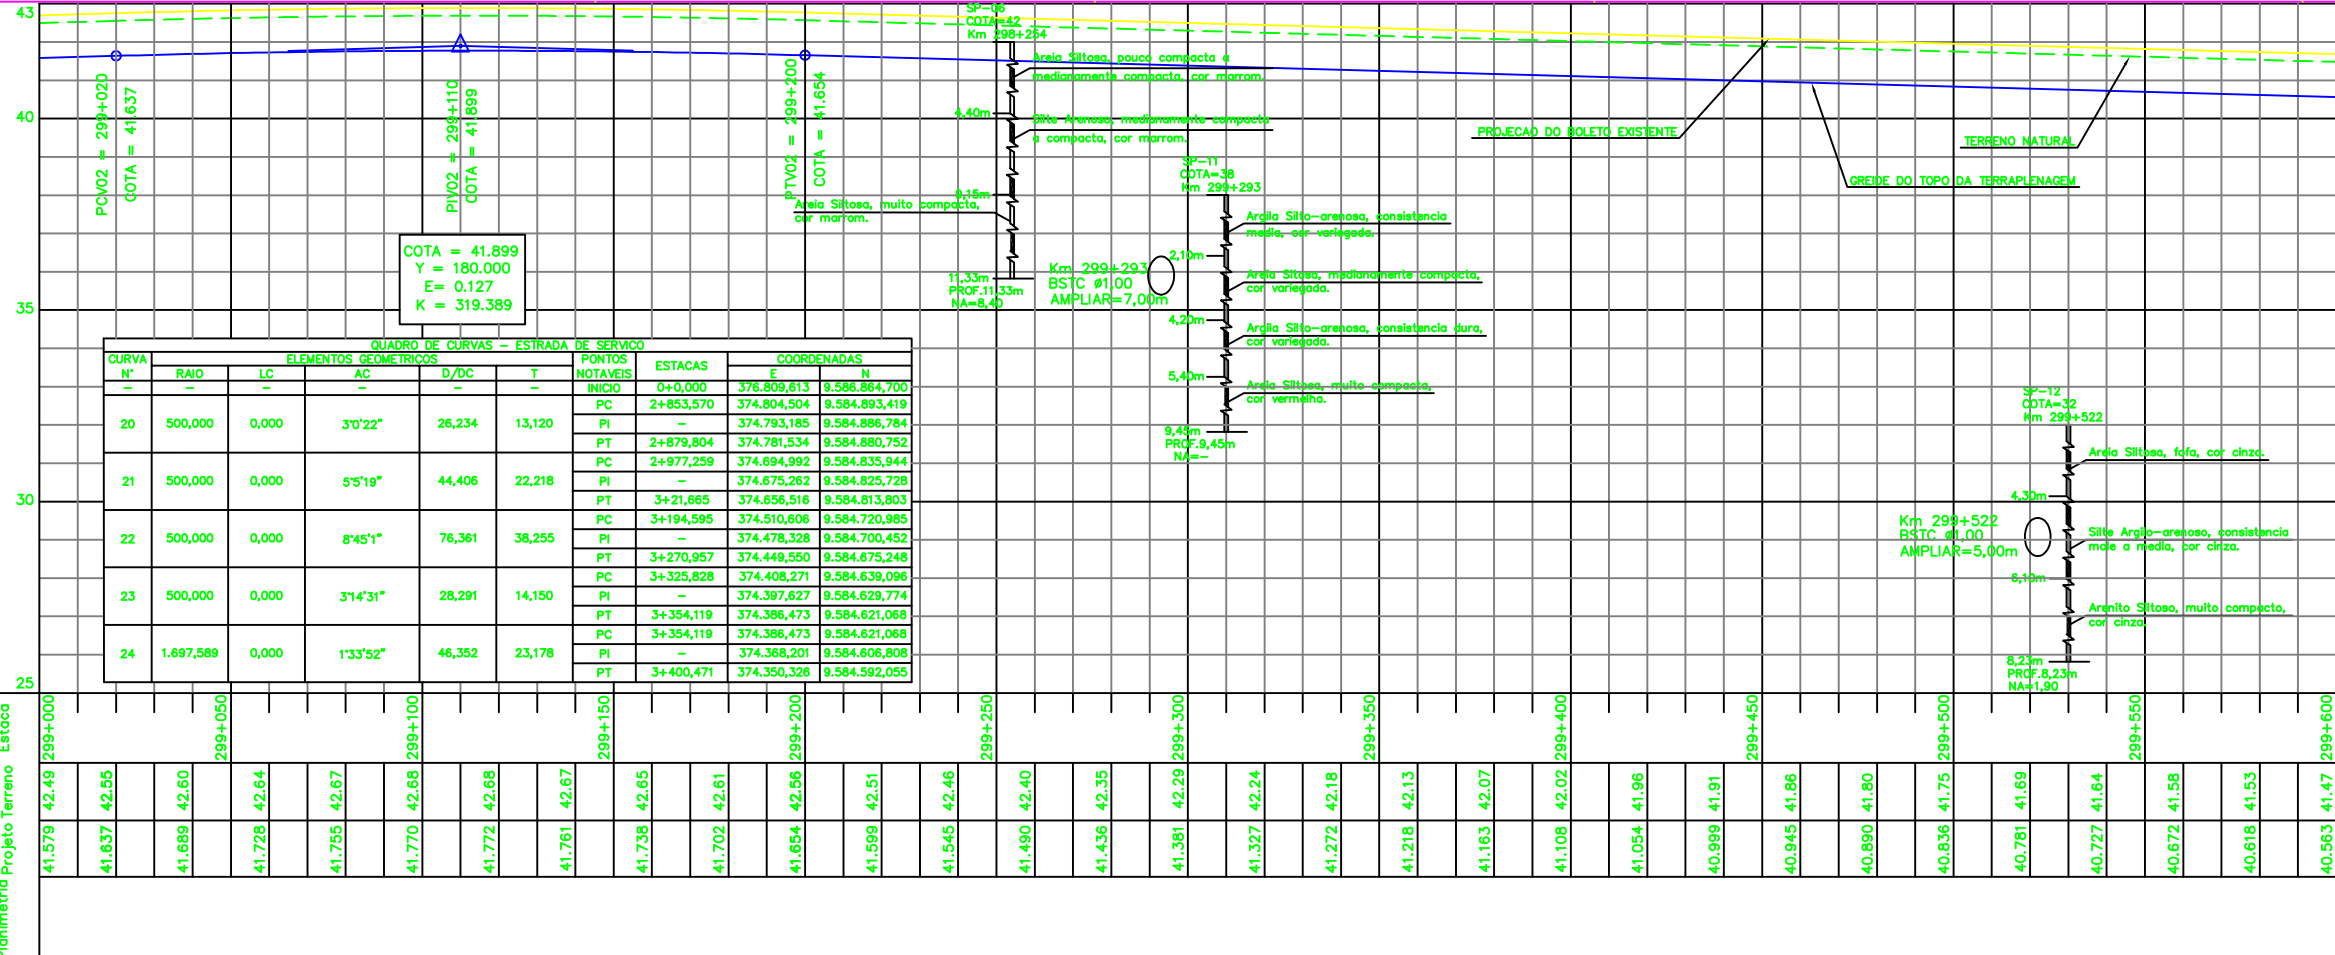 43
40
35
30
25
PCV02 = 299+020
COTA = 41.637
PIV02 = 299+110
COTA = 41.899
PTV02 = 299+200
COTA = 41.654
COTA = 41.899
Y = 180.000
E= 0.127
K = 319.389
SP-06
COTA=42
Km 298+254
Areia Siltosa, pouco compacta a
medianamente compacta, cor marrom.
4,40m
Silte Arenoso, medianamente compacta
a compacta, cor marrom.
9,15m
Areia Siltosa, muito compacta,
cor marrom.
11,33m
PROF.11,33m
NA=8,40
Km 299+293
BSTC ø1,00
AMPLIAR=7,00m
SP-11
COTA=38
Km 299+293
Argila Silto-arenosa, consistencia
media, cor variegada.
2,10m
Areia Sitosa, medianamente compacta,
cor variegada.
4,20m
Argila Silto-arenosa, consistencia dura,
cor variegada.
5,40m
Areia Siltosa, muito compacta,
cor vermelha.
9,45m
PROF.9,45m
NA=-
PROJECAO DO BOLETO EXISTENTE
TERRENO NATURAL
GREIDE DO TOPO DA TERRAPLENAGEM
SP-12
COTA=32
Km 299+522
Areia Siltosa, fofa, cor cinza.
4,30m
Km 299+522
BSTC ø1,00
AMPLIAR=5,00m
Silte Argilo-arenoso, consistencia
mole a media, cor cinza.
6,10m
Arenito Siltoso, muito compacto,
cor cinza.
8,23m
PROF.8,23m
NA=1,90
QUADRO DE CURVAS - ESTRADA DE SERVICO
CURVA N° ELEMENTOS GEOMETRICOS PONTOS NOTAVEIS ESTACAS COORDENADAS
RAIO LC AC D/DC T E N
- - - - - - INICIO 0+0,000 376.809,613 9.586.864,700
PC 2+853,570 374.804,504 9.584.893,419
20 500,000 0,000 3°0'22" 26,234 13,120 PI - 374.793,185 9.584.886,784
PT 2+879,804 374.781,534 9.584.880,752
PC 2+977,259 374.694,992 9.584.835,944
21 500,000 0,000 5°5'19" 44,406 22,218 PI - 374.675,262 9.584.825,728
PT 3+21,665 374.656,516 9.584.813,803
PC 3+194,595 374.510,606 9.584.720,985
22 500,000 0,000 8°45'1" 76,361 38,255 PI - 374.478,328 9.584.700,452
PT 3+270,957 374.449,550 9.584.675,248
PC 3+325,828 374.408,271 9.584.639,096
23 500,000 0,000 3°14'31" 28,291 14,150 PI - 374.397,627 9.584.629,774
PT 3+354,119 374.386,473 9.584.621,068
PC 3+354,119 374.386,473 9.584.621,068
24 1.697,589 0,000 1°33'52" 46,352 23,178 PI - 374.368,201 9.584.606,808
PT 3+400,471 374.350,326 9.584.592,055
Estaca 299+000 299+050 299+100 299+150 299+200 299+250 299+300 299+350 299+400 299+450 299+500 299+550 299+600
Terreno 42.49 42.55 42.60 42.64 42.67 42.68 42.68 42.67 42.65 42.61 42.56 42.51 42.46 42.40 42.35 42.29 42.24 42.18 42.13 42.07 42.02 41.96 41.91 41.86 41.80 41.75 41.69 41.64 41.58 41.53 41.47
Projeto 41.579 41.637 41.689 41.728 41.755 41.770 41.772 41.761 41.738 41.702 41.654 41.599 41.545 41.490 41.436 41.381 41.327 41.272 41.218 41.163 41.108 41.054 40.999 40.945 40.890 40.836 40.781 40.727 40.672 40.618 40.563
Planimetria